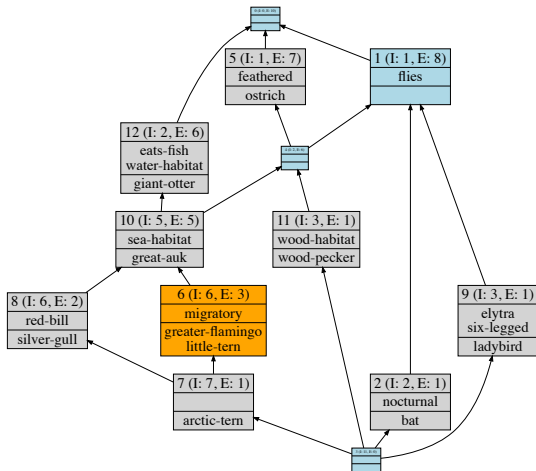 5 (I: 1, E: 7)
feathered
ostrich
1 (I: 1, E: 8)
flies
12 (I: 2, E: 6)
eats-fish
water-habitat
giant-otter
10 (I: 5, E: 5)
sea-habitat
great-auk
11 (I: 3, E: 1)
wood-habitat
wood-pecker
8 (I: 6, E: 2)
red-bill
silver-gull
6 (I: 6, E: 3)
migratory
greater-flamingo
little-tern
9 (I: 3, E: 1)
elytra
six-legged
ladybird
7 (I: 7, E: 1)
arctic-tern
2 (I: 2, E: 1)
nocturnal
bat